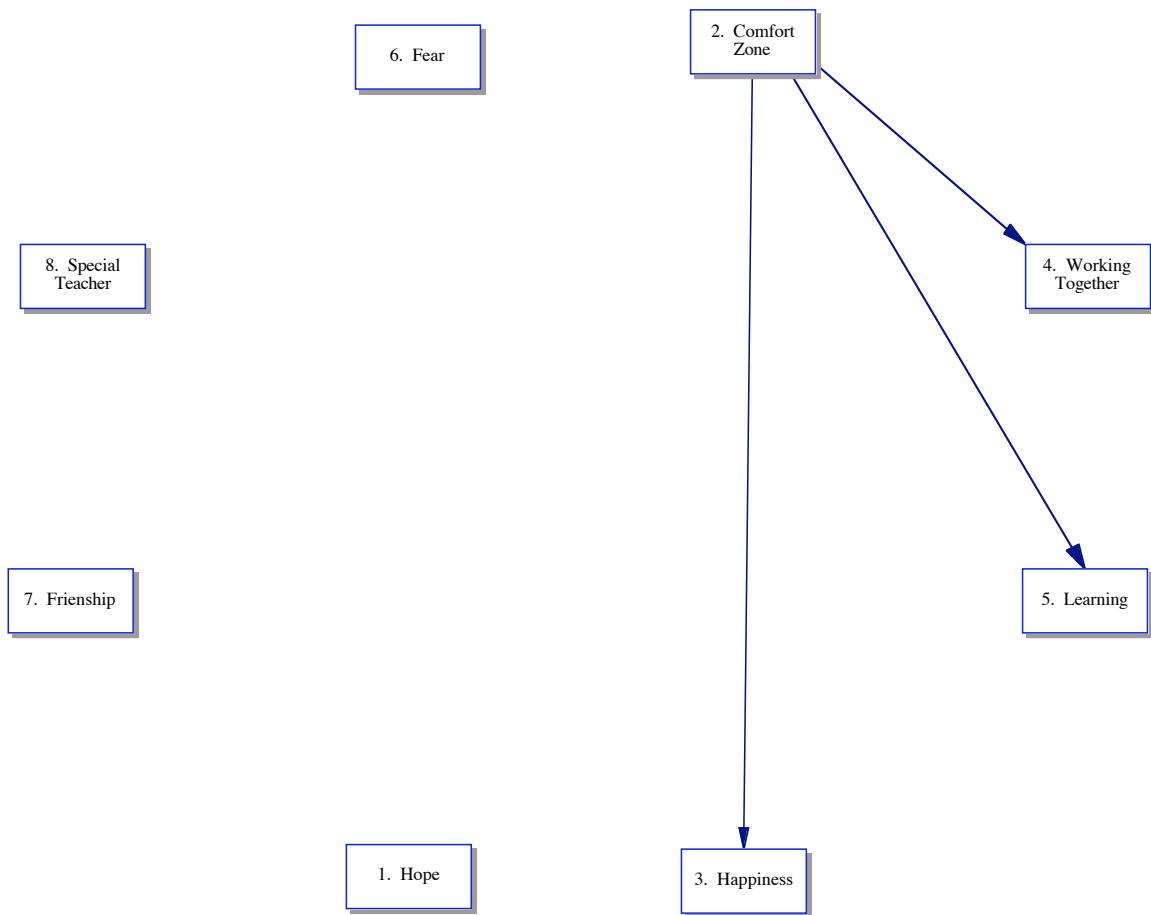 2. Comfort
Zone
6. Fear
8. Special
Teacher
4. Working
Together
7. Frienship
5. Learning
1. Hope
3. Happiness